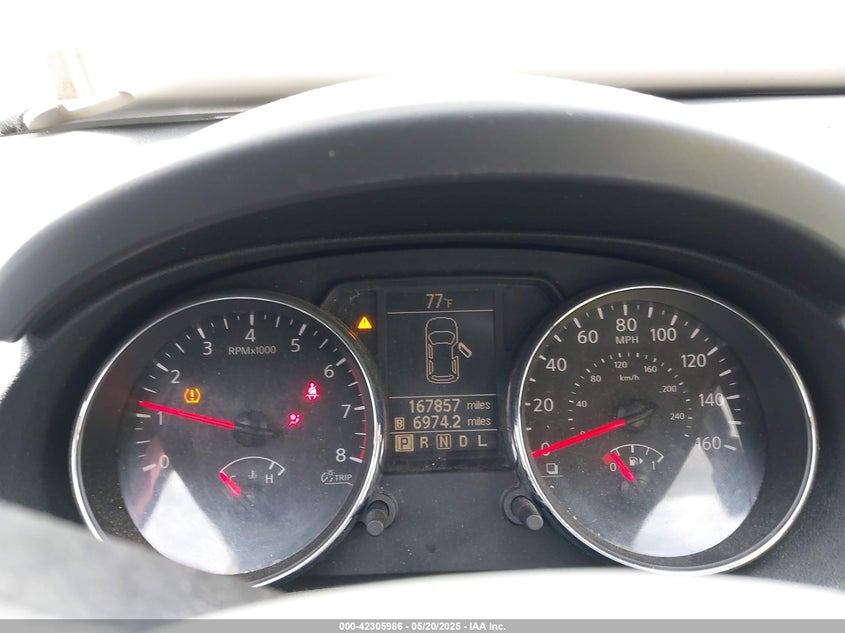 77°F
167857 miles
B 6974.2 miles
P R N D L
0 1 2 3 4 5 6 7 8
RPMx1000
H
TRIP
0 20 40 60 80 100 120 140 160
MPH
40 80 120 160 200 240
km/h
0 1
000-42305986 - 05/20/2025 - IAA Inc.